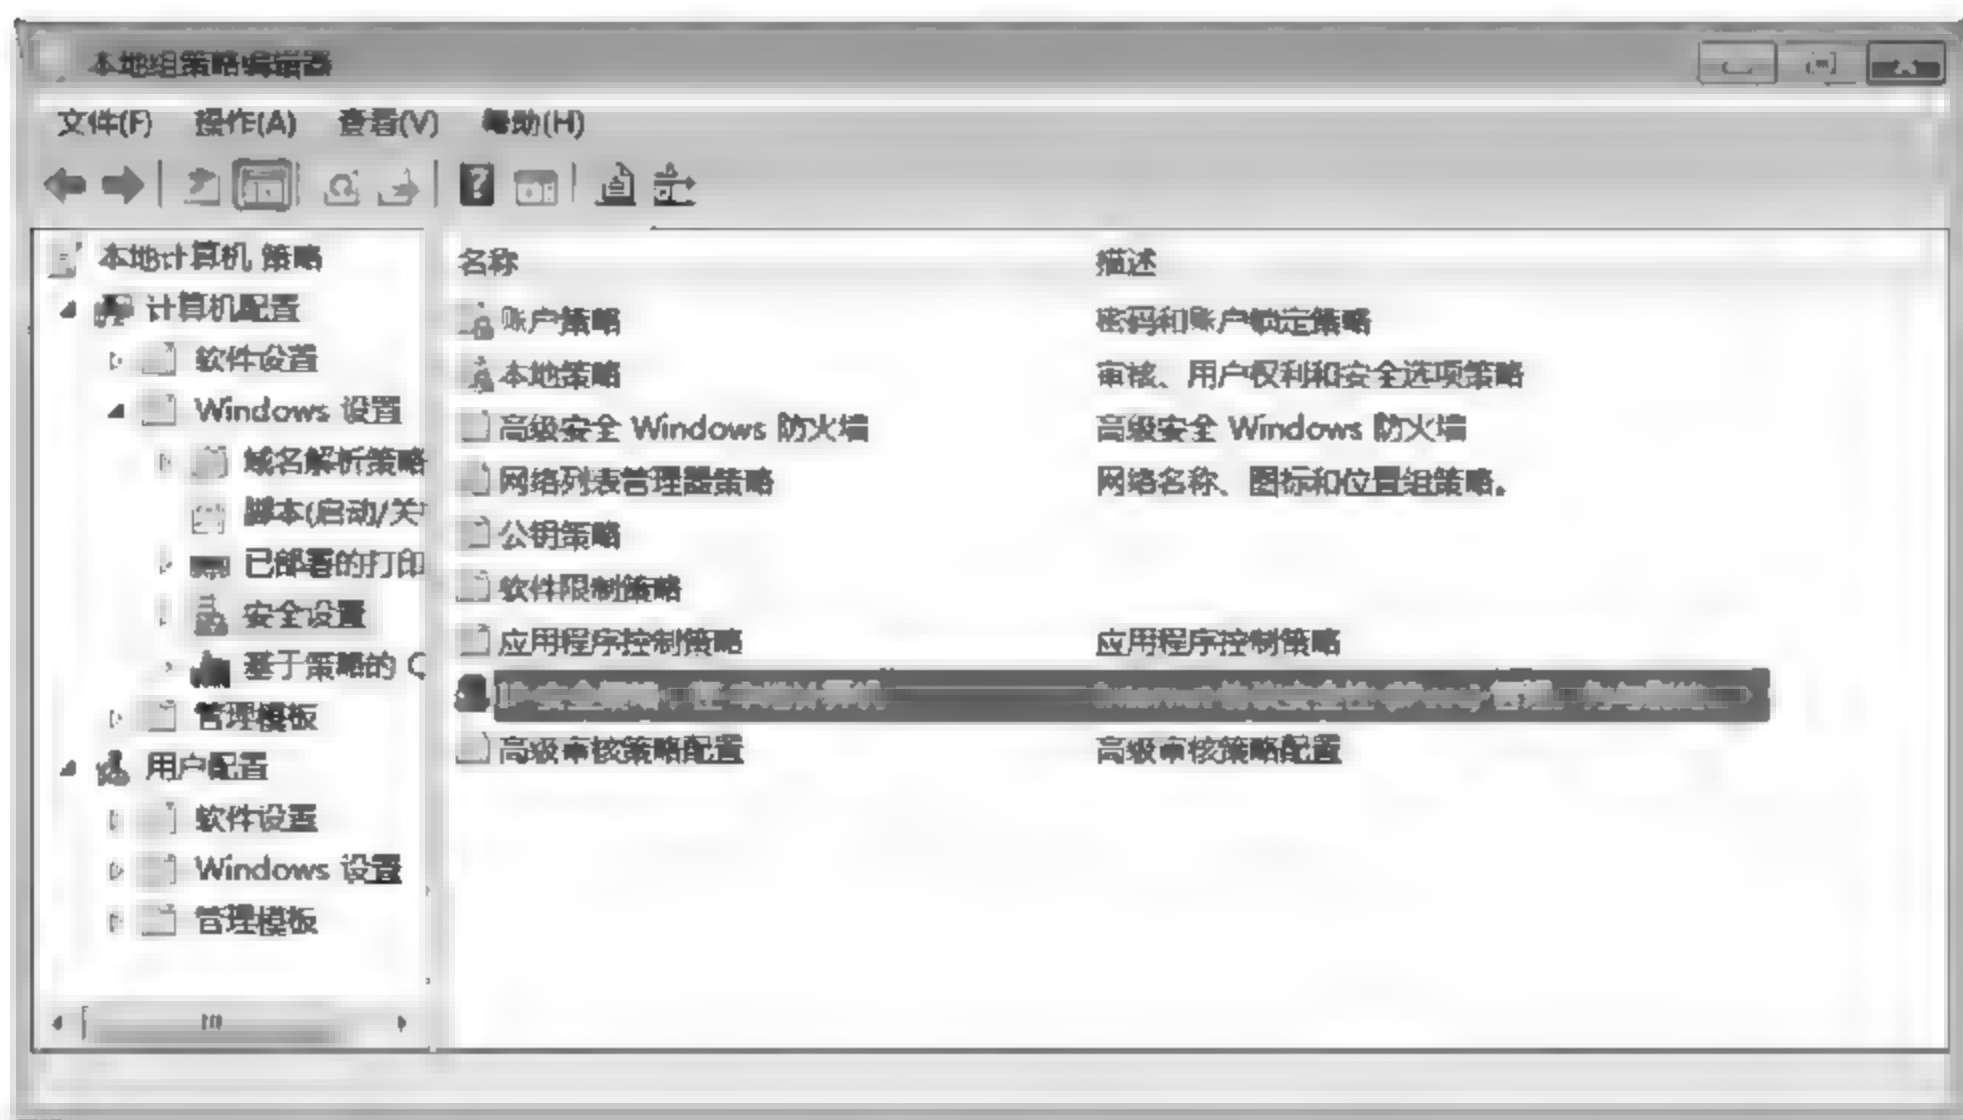 本地组策略编辑器
文件(F) 操作(A) 查看(V) 帮助(H)
本地计算机 策略
计算机配置
软件设置
Windows 设置
域名解析策略
脚本(启动/关
已部署的打印
安全设置
基于策略的 Q
管理模板
用户配置
软件设置
Windows 设置
管理模板
名称 描述
账户策略 密码和账户锁定策略
本地策略 审核、用户权利和安全选项策略
高级安全 Windows 防火墙 高级安全 Windows 防火墙
网络列表管理器策略 网络名称、图标和位置组策略。
公钥策略
软件限制策略
应用程序控制策略 应用程序控制策略
高级审核策略配置 高级审核策略配置